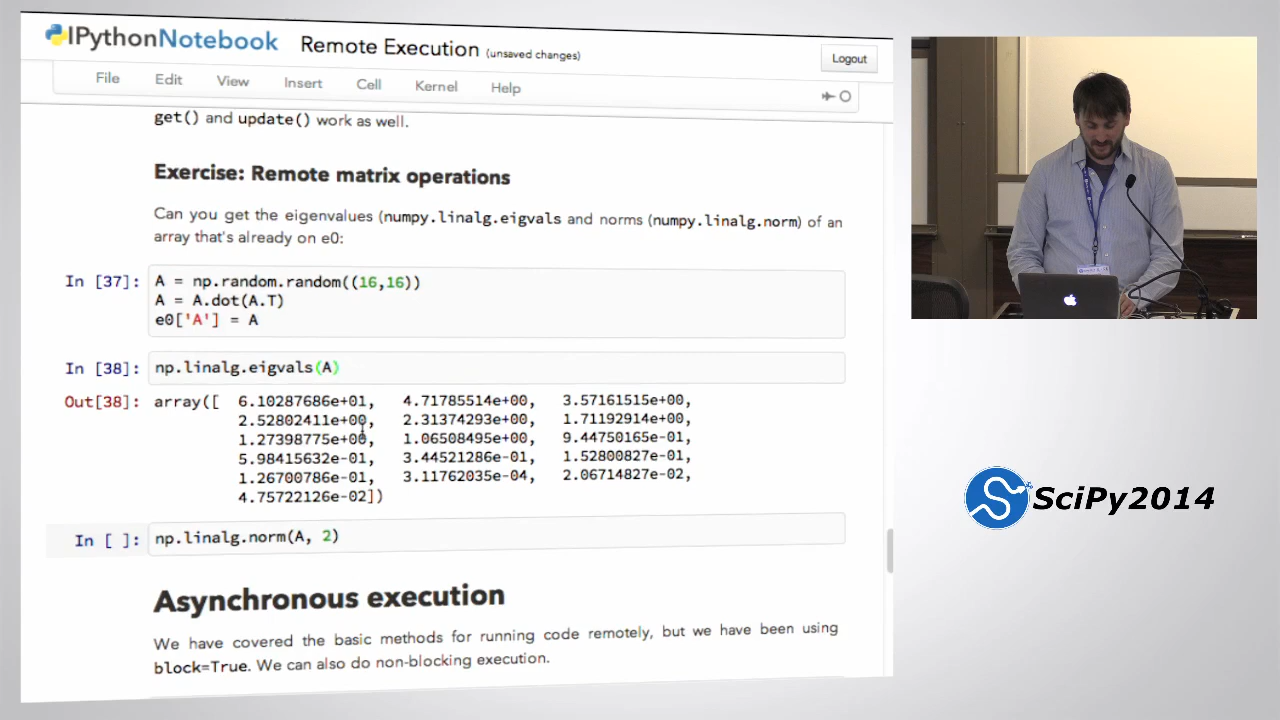 IPythonNotebook Remote Execution (unsaved changes) Logout
File Edit View Insert Cell Kernel Help
get() and update() work as well.
Exercise: Remote matrix operations
Can you get the eigenvalues (numpy.linalg.eigvals and norms (numpy.linalg.norm) of an
array that's already on e0:
In [37]: A = np.random.random((16,16))
A = A.dot(A.T)
e0['A'] = A
In [38]: np.linalg.eigvals(A)
Out[38]: array([ 6.10287686e+01, 4.71785514e+00, 3.57161515e+00,
2.52802411e+00, 2.31374293e+00, 1.71192914e+00,
1.27398775e+00, 1.06508495e+00, 9.44750165e-01,
5.98415632e-01, 3.44521286e-01, 1.52800827e-01,
1.26700786e-01, 3.11762035e-04, 2.06714827e-02,
4.75722126e-02])
In [ ]: np.linalg.norm(A, 2)
Asynchronous execution
We have covered the basic methods for running code remotely, but we have been using
block=True. We can also do non-blocking execution.
SciPy2014